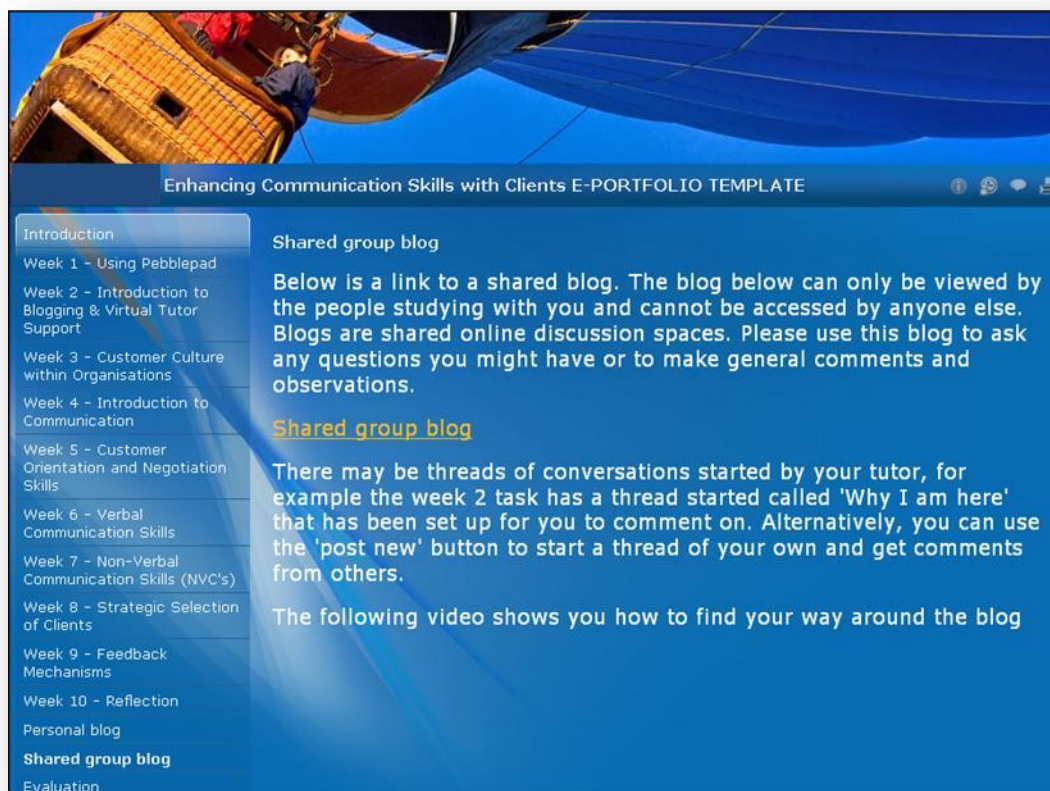 Enhancing Communication Skills with Clients E-PORTFOLIO TEMPLATE
Introduction
Week 1 - Using Pebblepad
Week 2 - Introduction to
Blogging & Virtual Tutor
Support
Week 3 - Customer Culture
within Organisations
Week 4 - Introduction to
Communication
Week 5 - Customer
Orientation and Negotiation
Skills
Week 6 - Verbal
Communication Skills
Week 7 - Non-Verbal
Communication Skills (NVC's)
Week 8 - Strategic Selection
of Clients
Week 9 - Feedback
Mechanisms
Week 10 - Reflection
Personal blog
Shared group blog
Evaluation
Shared group blog
Below is a link to a shared blog. The blog below can only be viewed by
the people studying with you and cannot be accessed by anyone else.
Blogs are shared online discussion spaces. Please use this blog to ask
any questions you might have or to make general comments and
observations.
Shared group blog
There may be threads of conversations started by your tutor, for
example the week 2 task has a thread started called 'Why I am here'
that has been set up for you to comment on. Alternatively, you can use
the 'post new' button to start a thread of your own and get comments
from others.
The following video shows you how to find your way around the blog